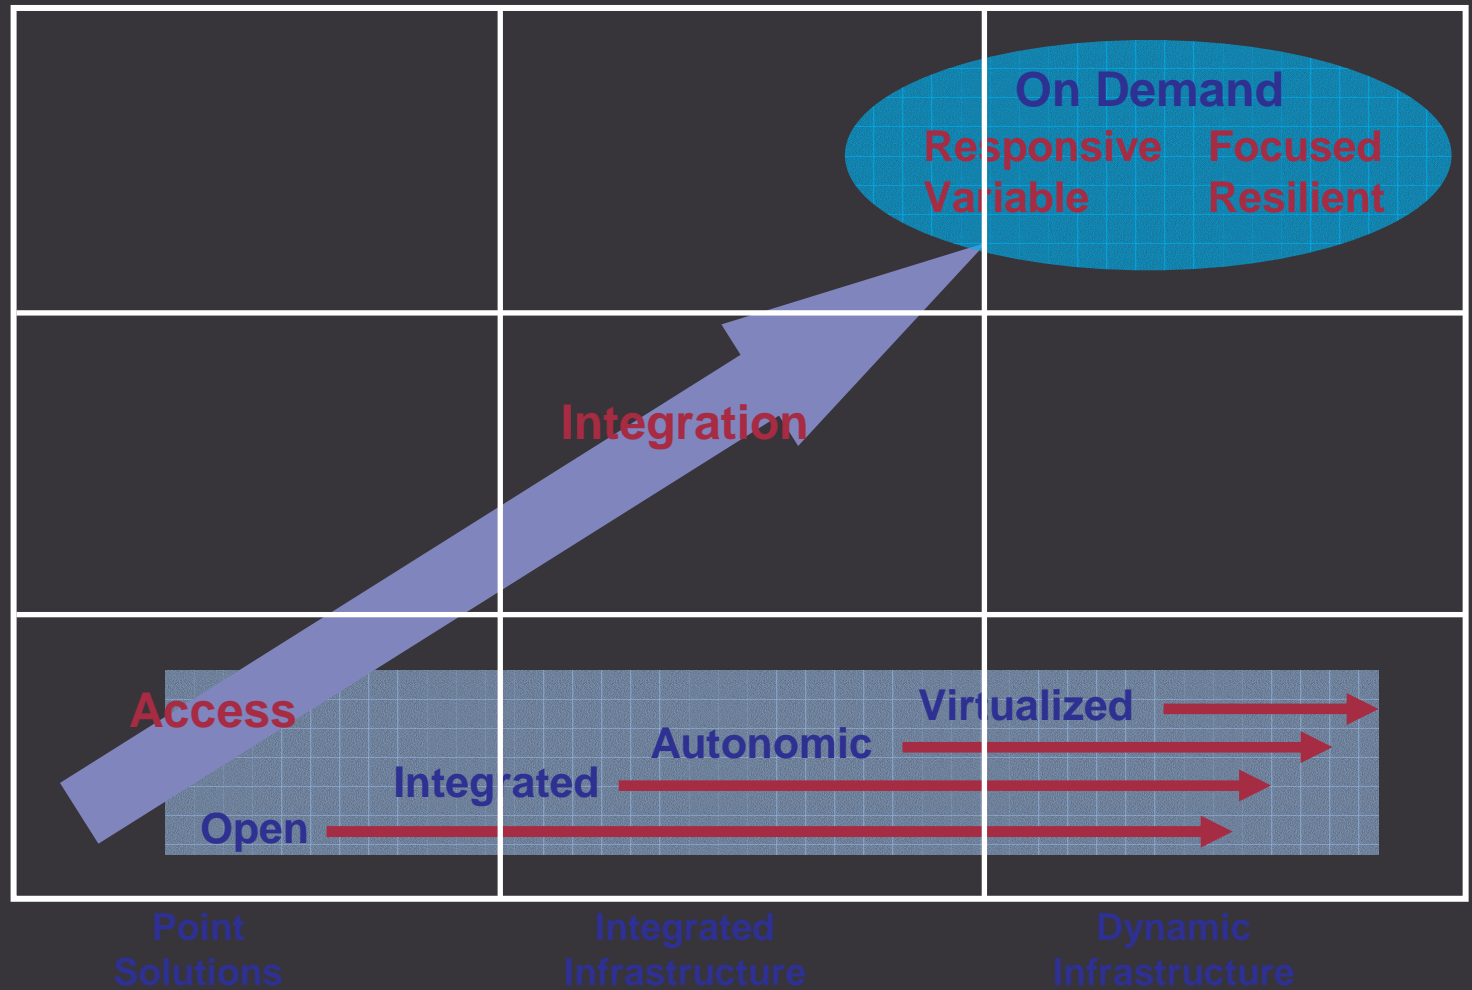 On Demand
Responsive Focused
Variable Resilient
Integration
Access
Virtualized
Autonomic
Integrated
Open
Point Solutions
Integrated Infrastructure
Dynamic Infrastructure